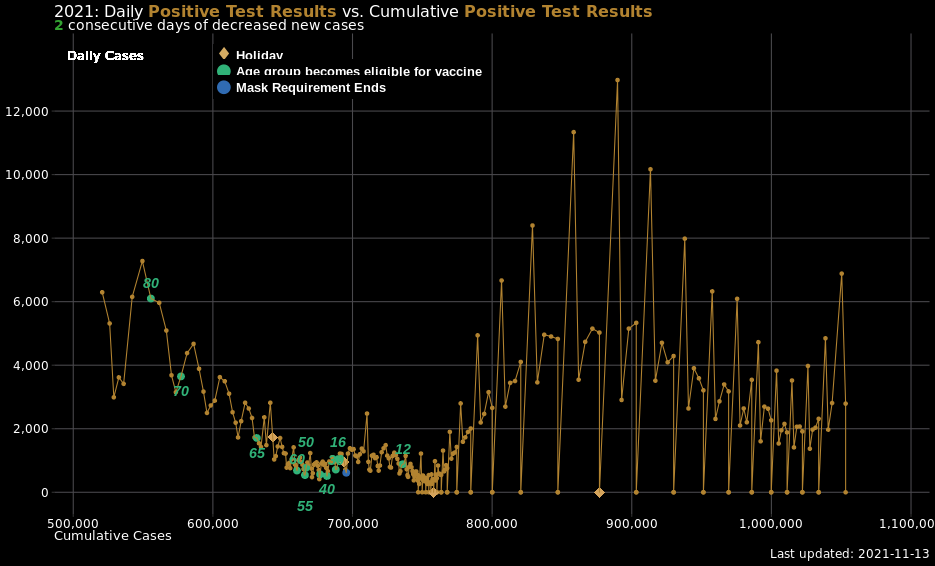 2021: Daily Positive Test Results vs. Cumulative Positive Test Results
2 consecutive days of decreased new cases
Daily Cases
Holiday
Age group becomes eligible for vaccine
Mask Requirement Ends
12,000
10,000
8,000
6,000
4,000
2,000
0
80
70
65
50
16
12
40
55
500,000 600,000 700,000 800,000 900,000 1,000,000 1,100,00
Cumulative Cases
Last updated: 2021-11-13